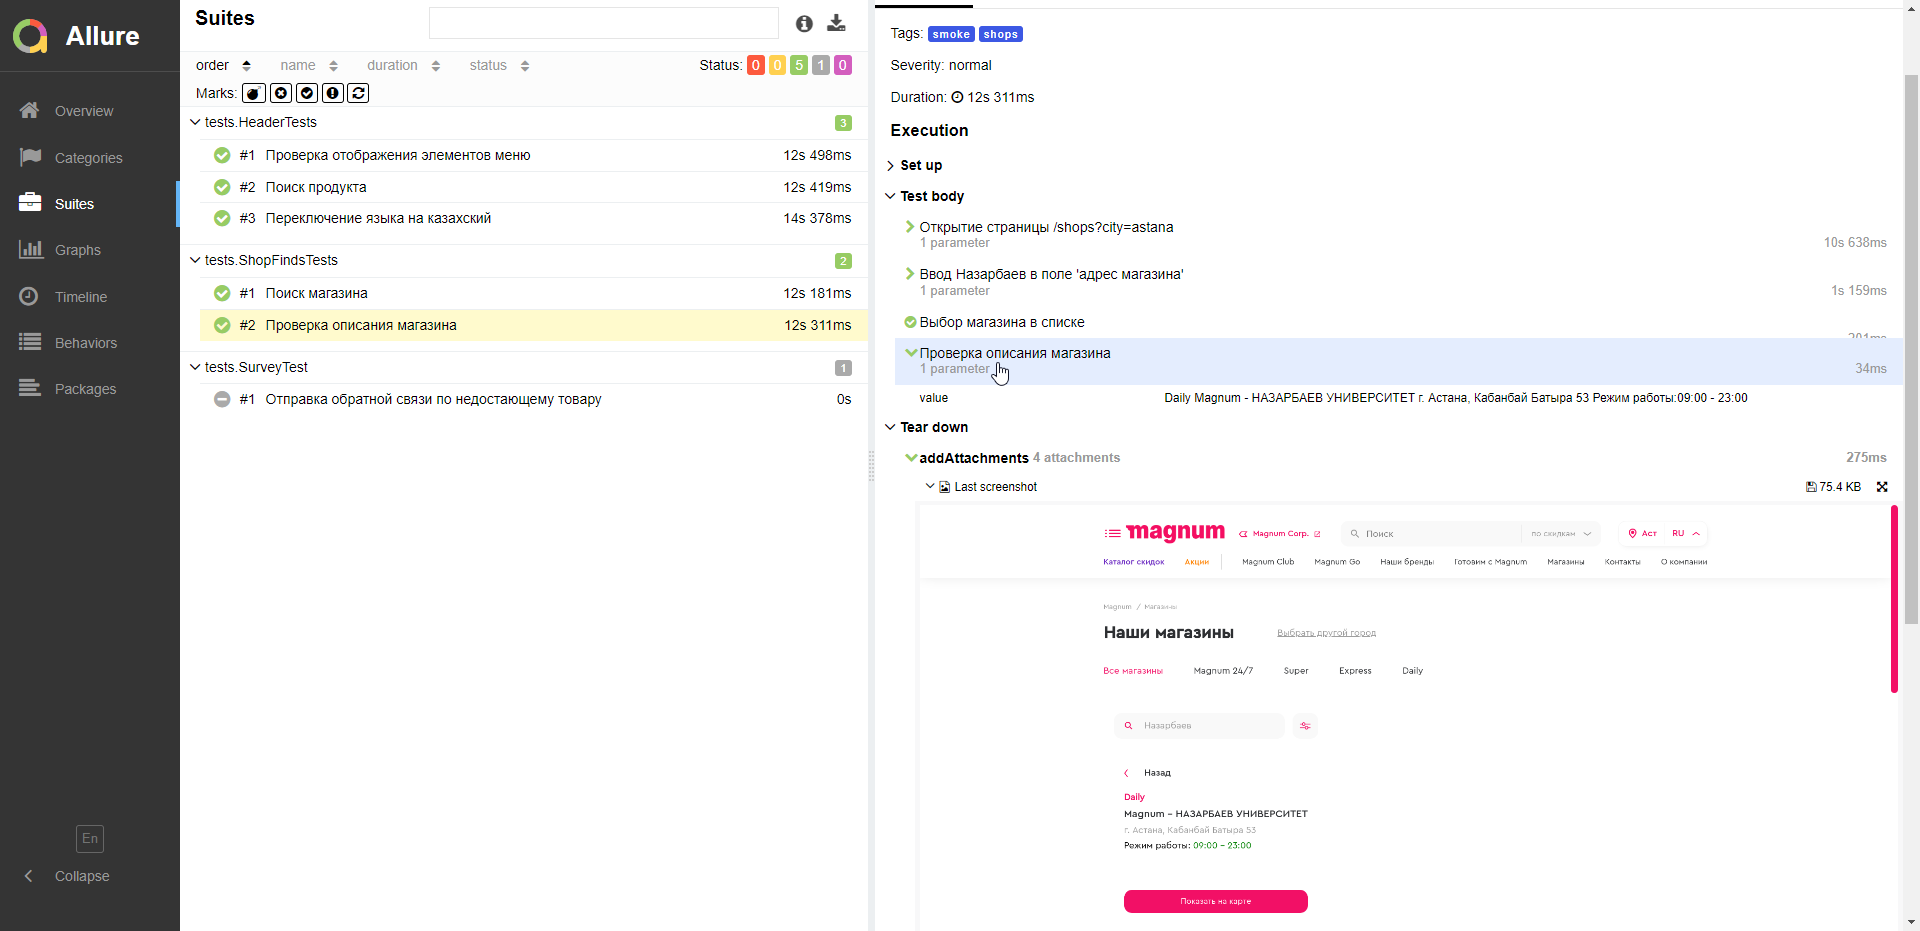 Allure
Overview
Categories
Suites
Graphs
Timeline
Behaviors
Packages
En
Collapse
Suites
order name duration status Status: 0 0 5 1 0
Marks:
tests.HeaderTests 3
#1 Проверка отображения элементов меню 12s 498ms
#2 Поиск продукта 12s 419ms
#3 Переключение языка на казахский 14s 378ms
tests.ShopFindsTests 2
#1 Поиск магазина 12s 181ms
#2 Проверка описания магазина 12s 311ms
tests.SurveyTest 1
#1 Отправка обратной связи по недостающему товару 0s
Tags: smoke shops
Severity: normal
Duration: 12s 311ms
Execution
Set up
Test body
Открытие страницы /shops?city=astana
1 parameter 10s 638ms
Ввод Назарбаев в поле 'адрес магазина'
1 parameter 1s 159ms
Выбор магазина в списке
Проверка описания магазина
1 parameter 34ms
value Daily Magnum - НАЗАРБАЕВ УНИВЕРСИТЕТ г. Астана, Кабанбай Батыра 53 Режим работы:09:00 - 23:00
Tear down
addAttachments 4 attachments 275ms
Last screenshot 75.4 KB
magnum Magnum Corp. Поиск по скидкам Аст RU
Каталог скидок Акции Magnum Club Magnum Go Наши бренды Готовим с Magnum Магазины Контакты О компании
Magnum / Магазины
Наши магазины Выбрать другой город
Все магазины Magnum 24/7 Super Express Daily
Назарбаев
Назад
Daily
Magnum - НАЗАРБАЕВ УНИВЕРСИТЕТ
г. Астана, Кабанбай Батыра 53
Режим работы: 09:00 - 23:00
Показать на карте